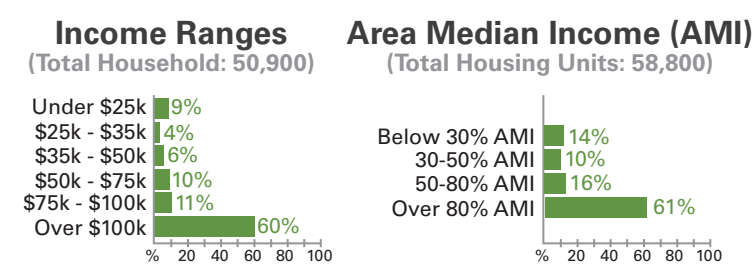 Income Ranges
(Total Household: 50,900)
Under $25k 9%
$25k - $35k 4%
$35k - $50k 6%
$50k - $75k 10%
$75k - $100k 11%
Over $100k 60%
% 20 40 60 80 100
Area Median Income (AMI)
(Total Housing Units: 58,800)
Below 30% AMI 14%
30-50% AMI 10%
50-80% AMI 16%
Over 80% AMI 61%
% 20 40 60 80 100